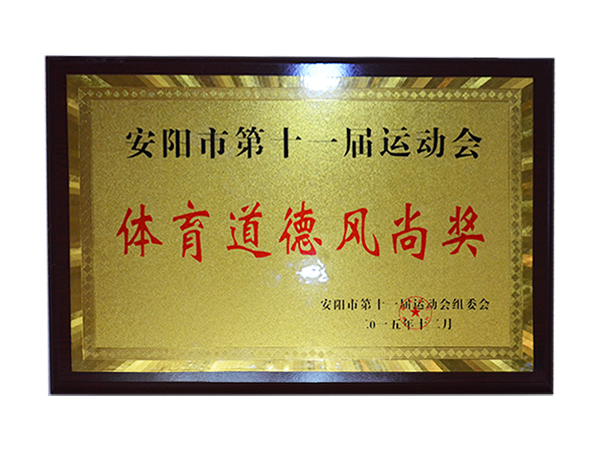 安阳市第十一届运动会
体育道德风尚奖
安阳市第十一届运动会组委会
二〇一五年十二月